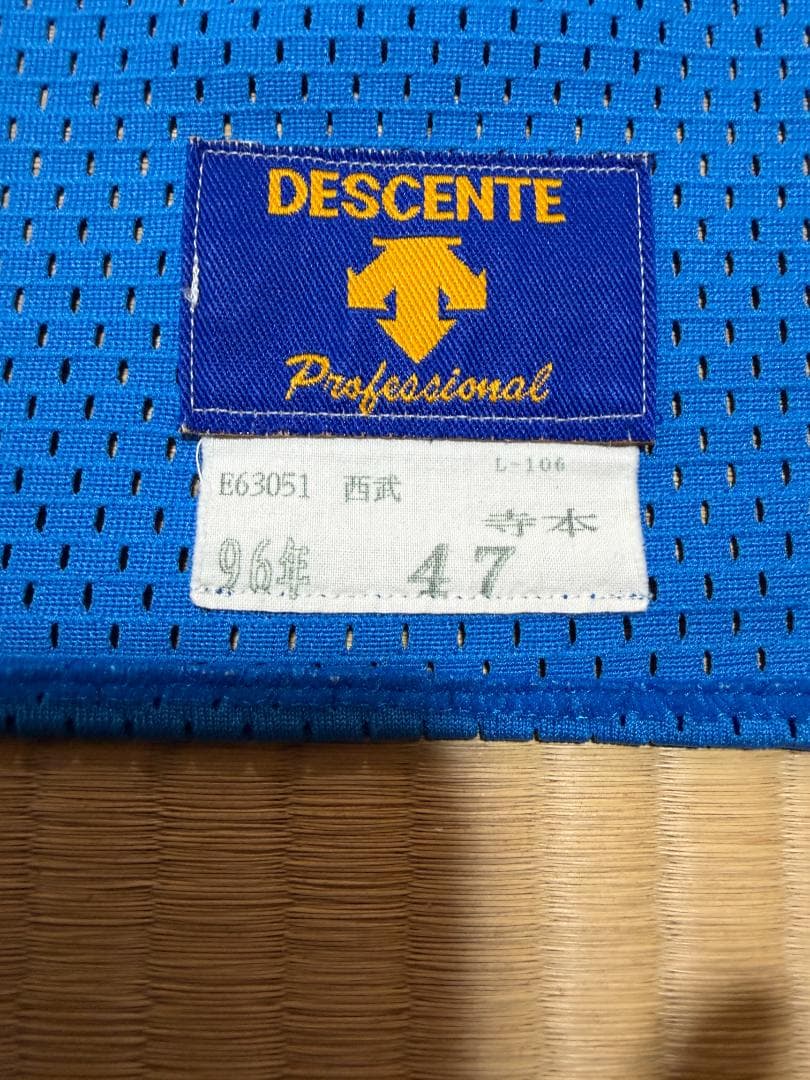 DESCENTE
Professional
L-106
E63051 西武
寺本
96年 47